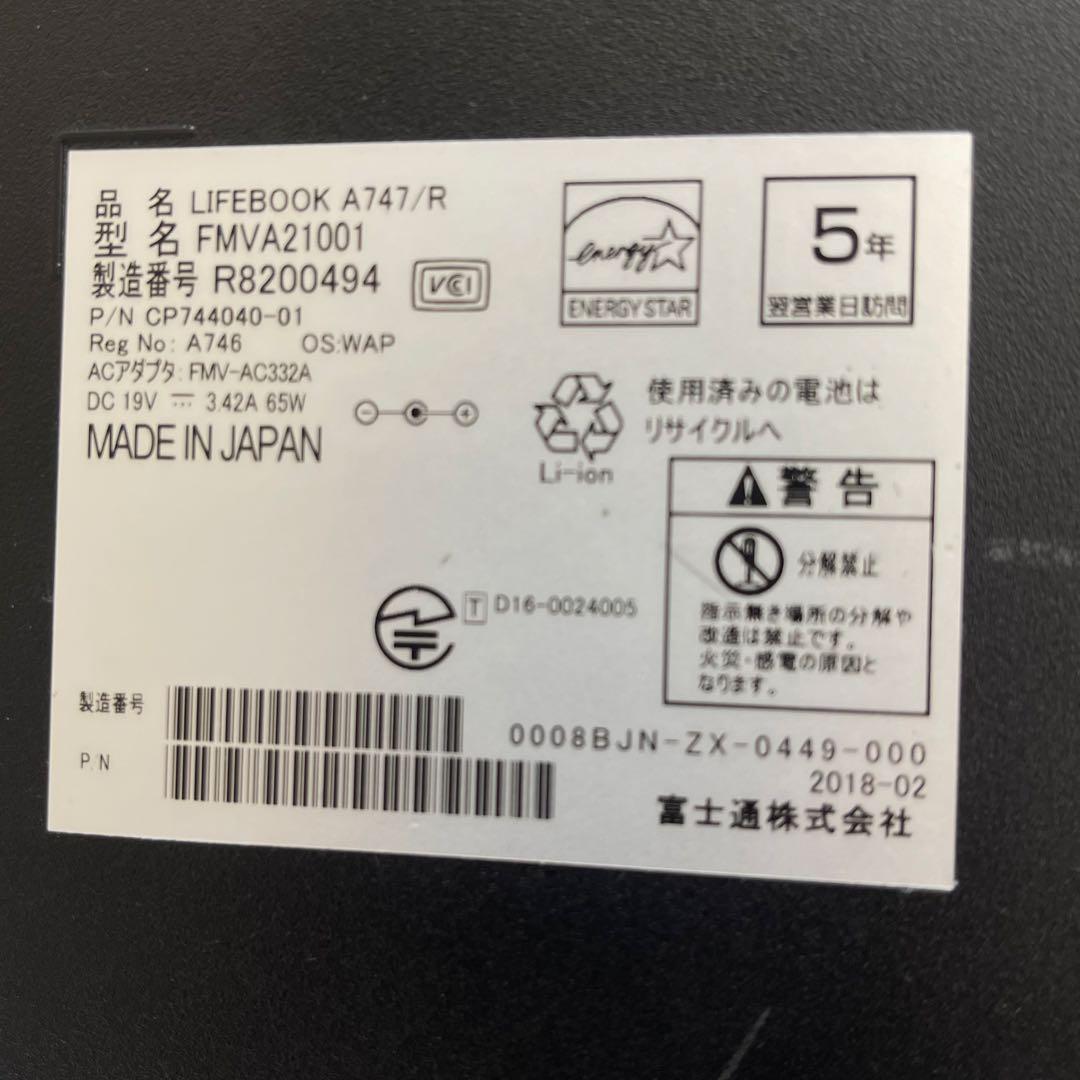 品 名 LIFEBOOK A747/R
型 名 FMVA21001
製造番号 R8200494
VCI
P/N CP744040-01
Reg No: A746 OS:WAP
ACアダプタ: FMV-AC332A
DC 19V ⎓ 3.42A 65W
MADE IN JAPAN
energy
ENERGY STAR
5年
翌営業日訪問
使用済みの電池は
リサイクルへ
Li-ion
警告
分解禁止
指示無き場所の分解や
改造は禁止です。
火災・感電の原因と
なります。
T D16-0024005
製造番号
P/N
0008BJN-ZX-0449-000
2018-02
富士通株式会社